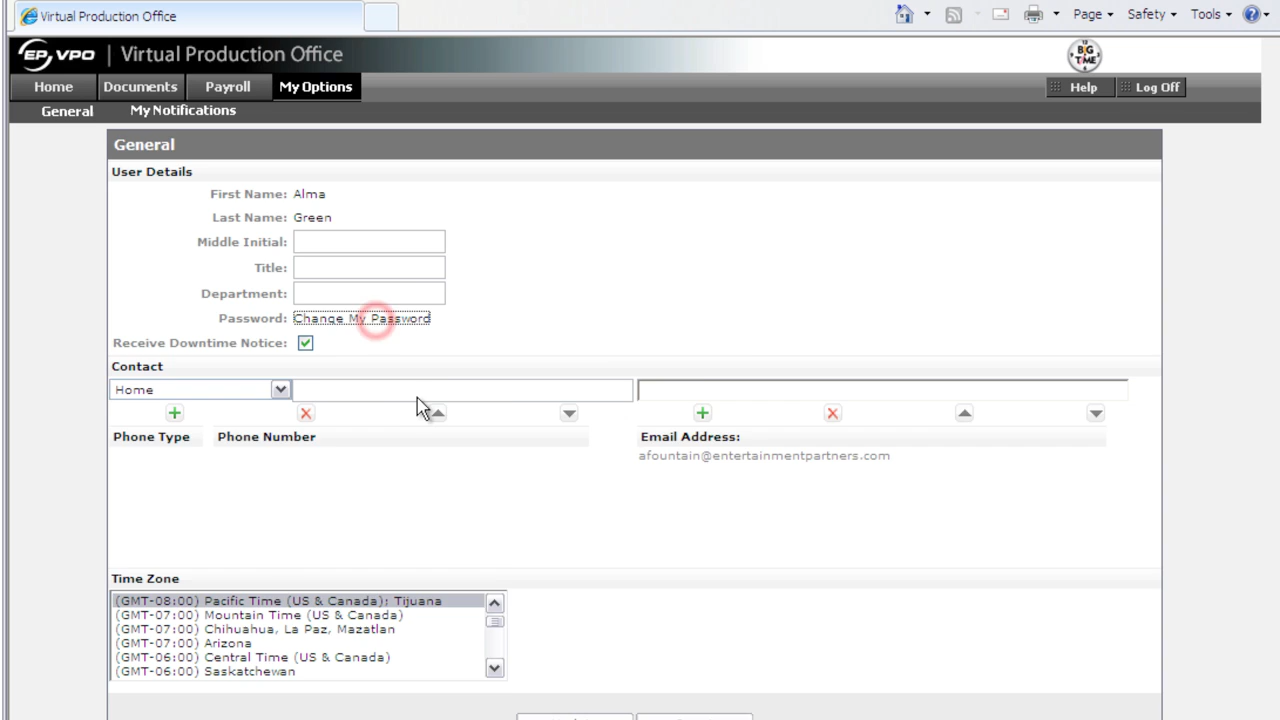 Virtual Production Office
Page
Safety
Tools
EP VPO | Virtual Production Office
BIG TIME
Home
Documents
Payroll
My Options
Help
Log Off
General
My Notifications
General
User Details
First Name: Alma
Last Name: Green
Middle Initial:
Title:
Department:
Password: Change My Password
Receive Downtime Notice:
Contact
Home
Phone Type
Phone Number
Email Address:
afountain@entertainmentpartners.com
Time Zone
(GMT-08:00) Pacific Time (US & Canada); Tijuana
(GMT-07:00) Mountain Time (US & Canada)
(GMT-07:00) Chihuahua, La Paz, Mazatlan
(GMT-07:00) Arizona
(GMT-06:00) Central Time (US & Canada)
(GMT-06:00) Saskatchewan